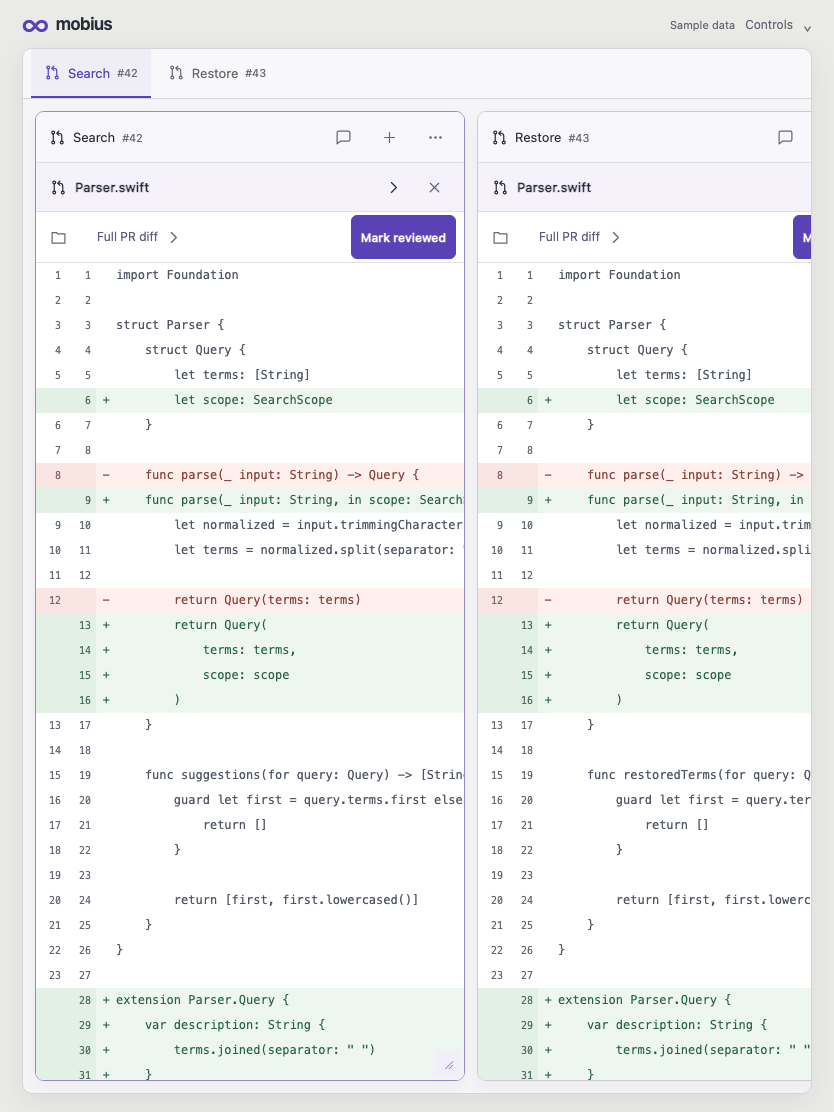 mobius
Sample data Controls
Search #42 Restore #43
Search #42
Parser.swift
Full PR diff Mark reviewed
1 1 import Foundation
2 2
3 3 struct Parser {
4 4 struct Query {
5 5 let terms: [String]
6 + let scope: SearchScope
6 7 }
7 8
8 − func parse(_ input: String) -> Query {
9 + func parse(_ input: String, in scope: Search
9 10 let normalized = input.trimmingCharacter
10 11 let terms = normalized.split(separator: "
11 12
12 − return Query(terms: terms)
13 + return Query(
14 + terms: terms,
15 + scope: scope
16 + )
13 17 }
14 18
15 19 func suggestions(for query: Query) -> [Strin
16 20 guard let first = query.terms.first else
17 21 return []
18 22 }
19 23
20 24 return [first, first.lowercased()]
21 25 }
22 26 }
23 27
28 + extension Parser.Query {
29 + var description: String {
30 + terms.joined(separator: " ")
31 + }
Restore #43
Parser.swift
Full PR diff M
1 1 import Foundation
2 2
3 3 struct Parser {
4 4 struct Query {
5 5 let terms: [String]
6 + let scope: SearchScope
6 7 }
7 8
8 − func parse(_ input: String) ->
9 + func parse(_ input: String, in
9 10 let normalized = input.trim
10 11 let terms = normalized.spli
11 12
12 − return Query(terms: terms)
13 + return Query(
14 + terms: terms,
15 + scope: scope
16 + )
13 17 }
14 18
15 19 func restoredTerms(for query: Q
16 20 guard let first = query.ter
17 21 return []
18 22 }
19 23
20 24 return [first, first.lowerc
21 25 }
22 26 }
23 27
28 + extension Parser.Query {
29 + var description: String {
30 + terms.joined(separator: " "
31 + }